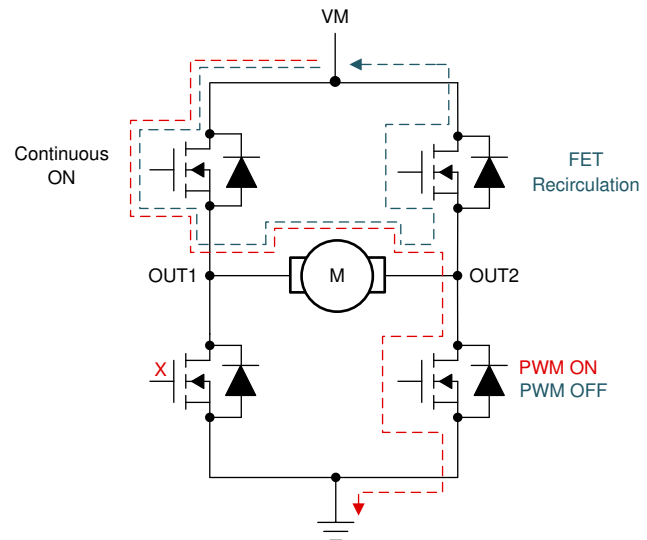 VM
Continuous
ON
FET
Recirculation
OUT1
M
OUT2
X
PWM ON
PWM OFF